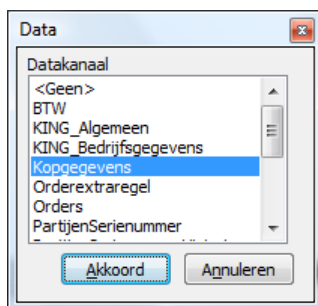 Data
Datakanaal
<Geen>
BTW
KING_Algemeen
KING_Bedrijfsgegevens
Kopgegevens
Orderextraregel
Orders
PartijenSerienummer
Akkoord Annuleren